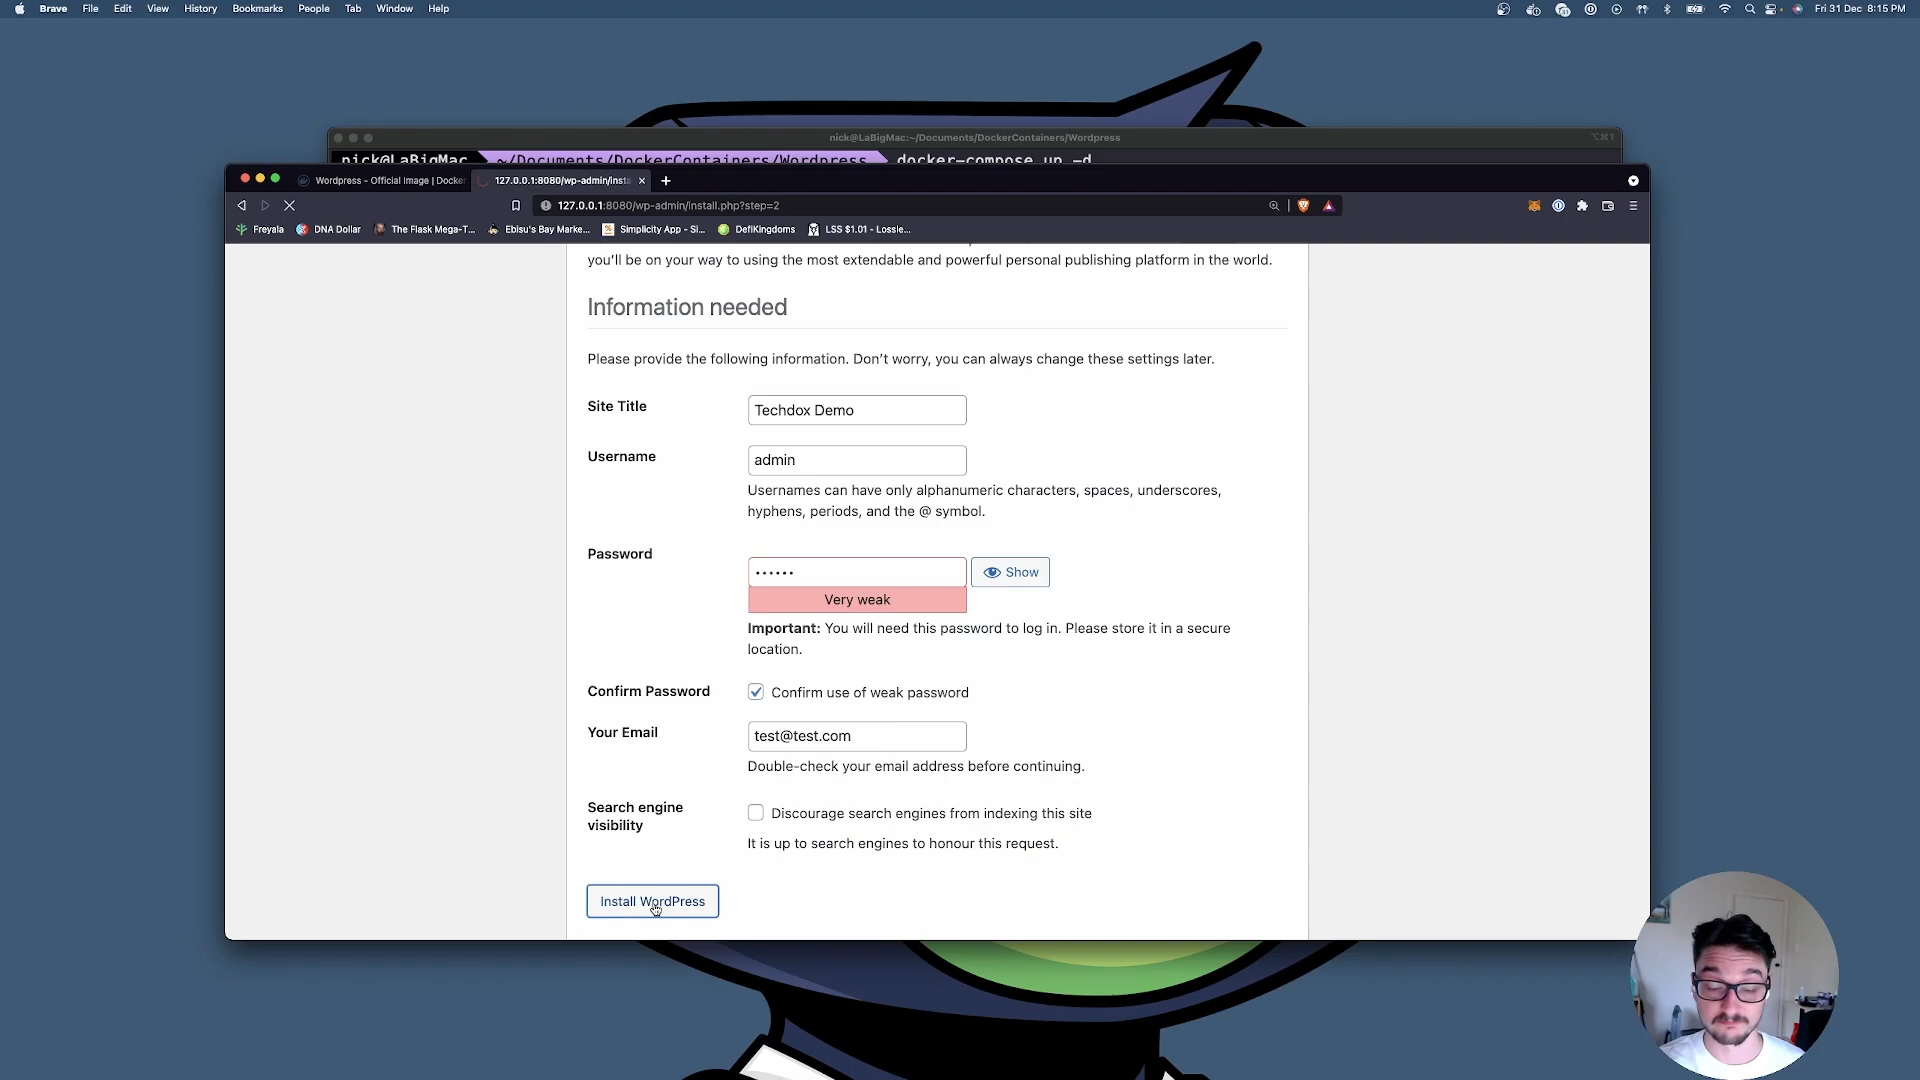 Brave File Edit View History Bookmarks People Tab Window Help
Fri 31 Dec 8:15 PM
nick@LaBigMac:~/Documents/DockerContainers/Wordpress
nick@LaBigMac ~/Documents/DockerContainers/Wordpress docker-compose up -d
Wordpress - Official Image | Docker
127.0.0.1:8080/wp-admin/insta
127.0.0.1:8080/wp-admin/install.php?step=2
Freyala DNA Dollar The Flask Mega-T... Ebisu's Bay Marke... Simplicity App - Si... DefiKingdoms LSS $1.01 - Lossle...
you'll be on your way to using the most extendable and powerful personal publishing platform in the world.
Information needed
Please provide the following information. Don't worry, you can always change these settings later.
Site Title
Techdox Demo
Username
admin
Usernames can have only alphanumeric characters, spaces, underscores,
hyphens, periods, and the @ symbol.
Password
••••••
Show
Very weak
Important: You will need this password to log in. Please store it in a secure
location.
Confirm Password
Confirm use of weak password
Your Email
test@test.com
Double-check your email address before continuing.
Search engine
visibility
Discourage search engines from indexing this site
It is up to search engines to honour this request.
Install WordPress